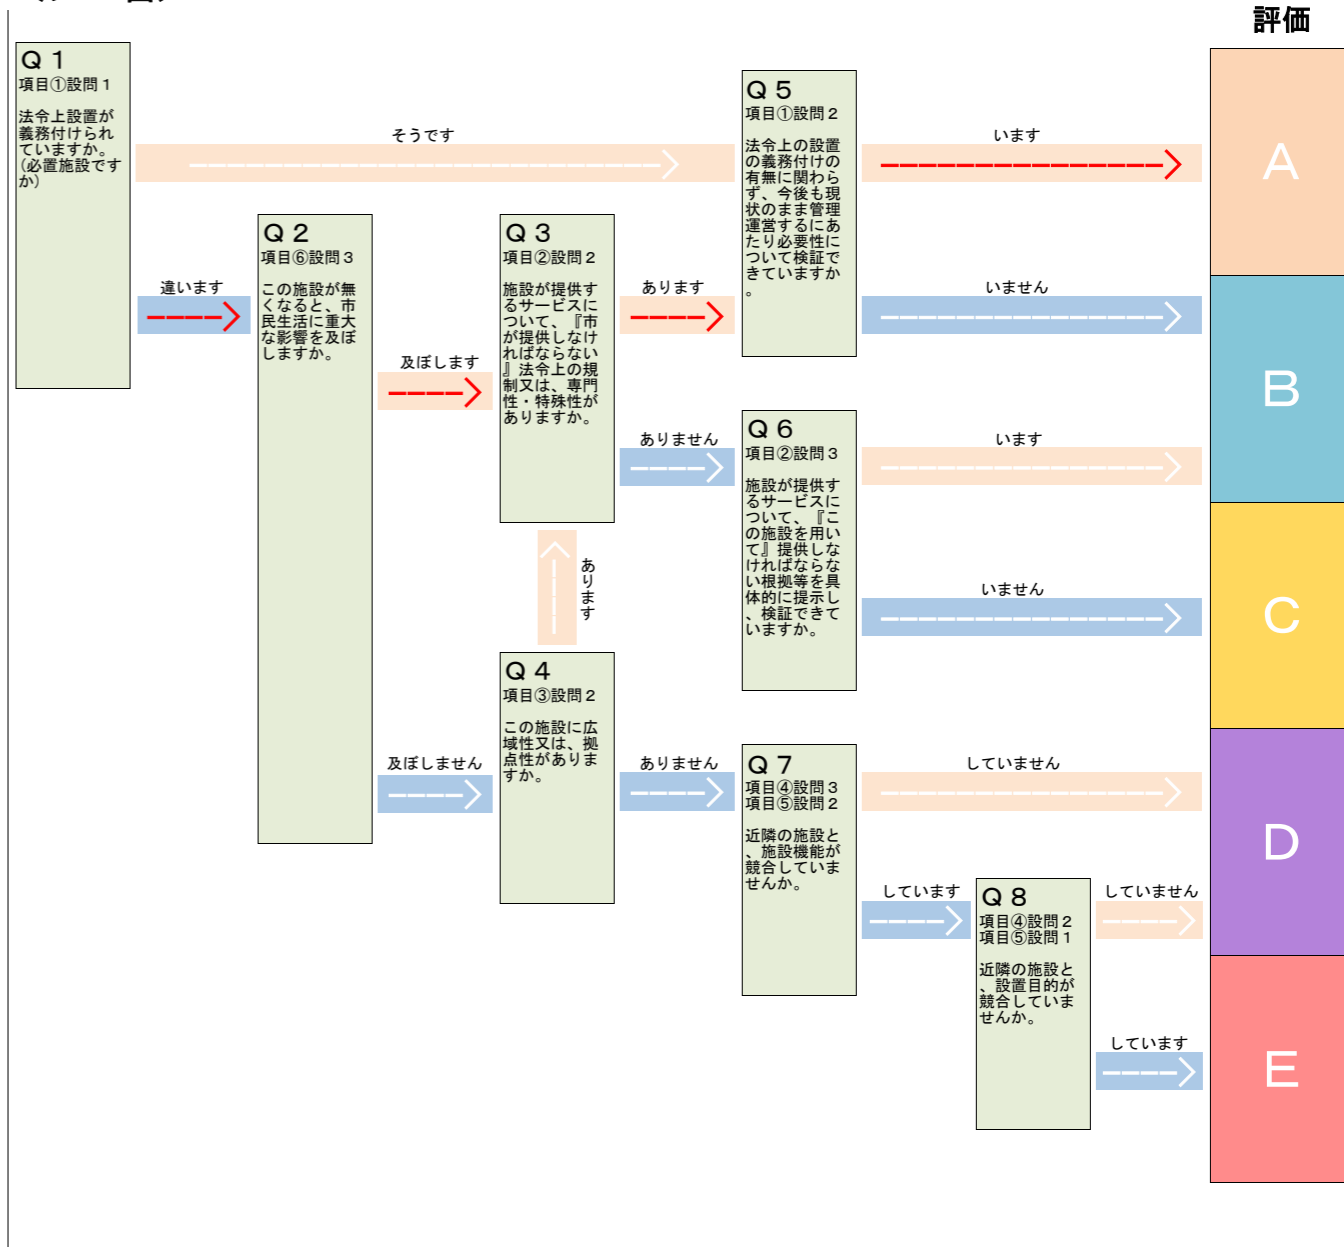 評価
Ｑ１
項目①設問１
法令上設置が
義務付けられ
ていますか。
(必置施設です
か)
そうです
違います
Ｑ２
項目⑥設問３
この施設が無
くなると、市
民生活に重大
な影響を及ぼ
しますか。
及ぼします
及ぼしません
Ｑ３
項目②設問２
施設が提供す
るサービスに
ついて、『市
が提供しなけ
ればならない
』法令上の規
制又は、専門
性・特殊性が
ありますか。
あります
ありません
あります
Ｑ４
項目③設問２
この施設に広
域性又は、拠
点性がありま
すか。
ありません
Ｑ５
項目①設問２
法令上の設置
の義務付けの
有無に関わら
ず、今後も現
状のまま管理
運営するにあ
たり必要性に
ついて検証で
きていますか
。
います
いません
Ｑ６
項目②設問３
施設が提供す
るサービスに
ついて、『こ
の施設を用い
て』提供しな
ければならな
い根拠等を具
体的に提示し
、検証できて
いますか。
います
いません
Ｑ７
項目④設問３
項目⑤設問２
近隣の施設と
、施設機能が
競合していま
せんか。
していません
しています
Ｑ８
項目④設問２
項目⑤設問１
近隣の施設と
、設置目的が
競合していま
せんか。
していません
しています
Ａ
Ｂ
Ｃ
Ｄ
Ｅ